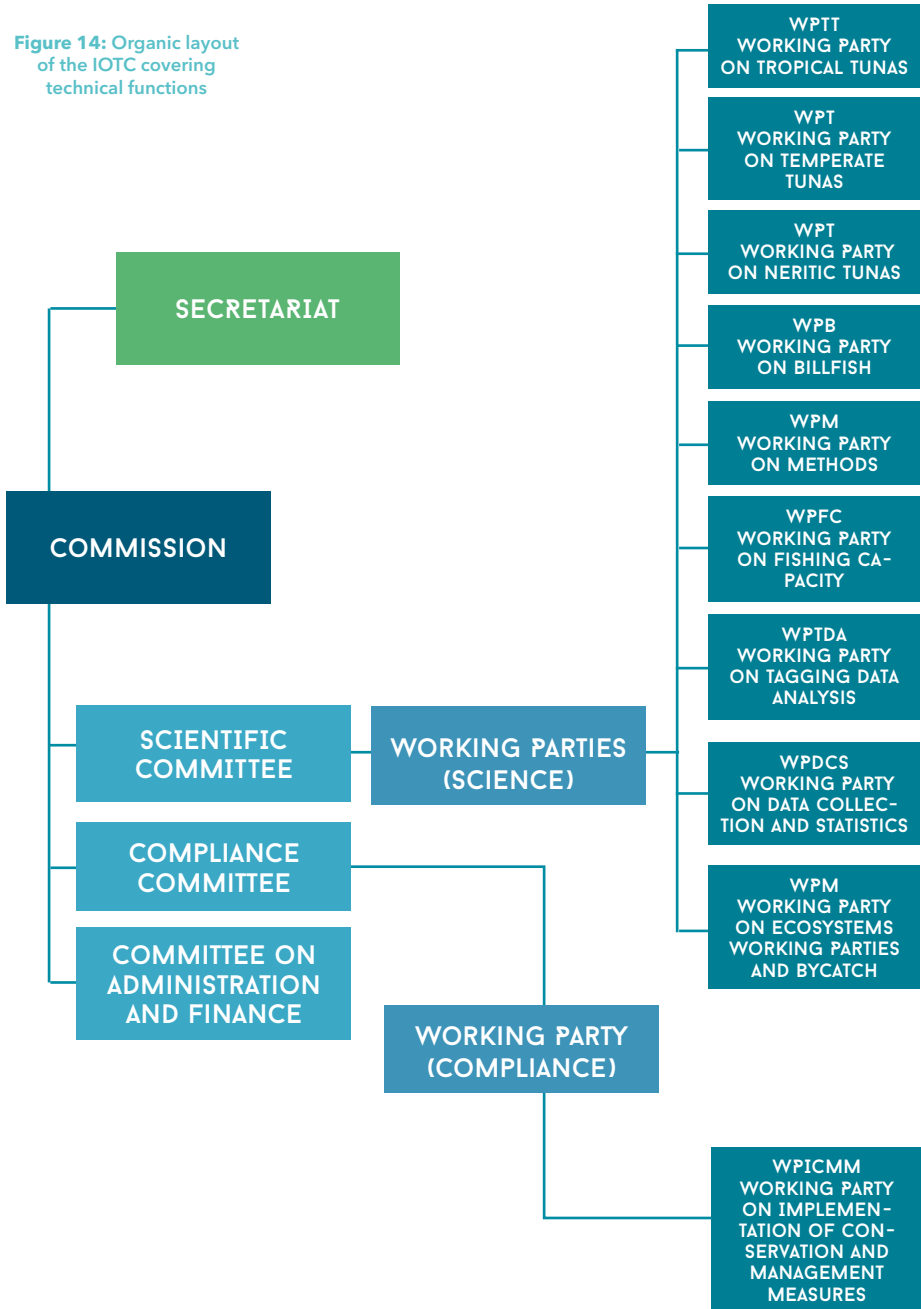 Figure 14: Organic layout
of the IOTC covering
technical functions
SECRETARIAT
COMMISSION
SCIENTIFIC
COMMITTEE
COMPLIANCE
COMMITTEE
COMMITTEE ON
ADMINISTRATION
AND FINANCE
WORKING PARTIES
(SCIENCE)
WORKING PARTY
(COMPLIANCE)
WPTT
WORKING PARTY
ON TROPICAL TUNAS
WPT
WORKING PARTY
ON TEMPERATE
TUNAS
WPT
WORKING PARTY
ON NERITIC TUNAS
WPB
WORKING PARTY
ON BILLFISH
WPM
WORKING PARTY
ON METHODS
WPFC
WORKING PARTY
ON FISHING CA-
PACITY
WPTDA
WORKING PARTY
ON TAGGING DATA
ANALYSIS
WPDCS
WORKING PARTY
ON DATA COLLEC-
TION AND STATISTICS
WPM
WORKING PARTY
ON ECOSYSTEMS
WORKING PARTIES
AND BYCATCH
WPICMM
WORKING PARTY
ON IMPLEMEN-
TATION OF CON-
SERVATION AND
MANAGEMENT
MEASURES